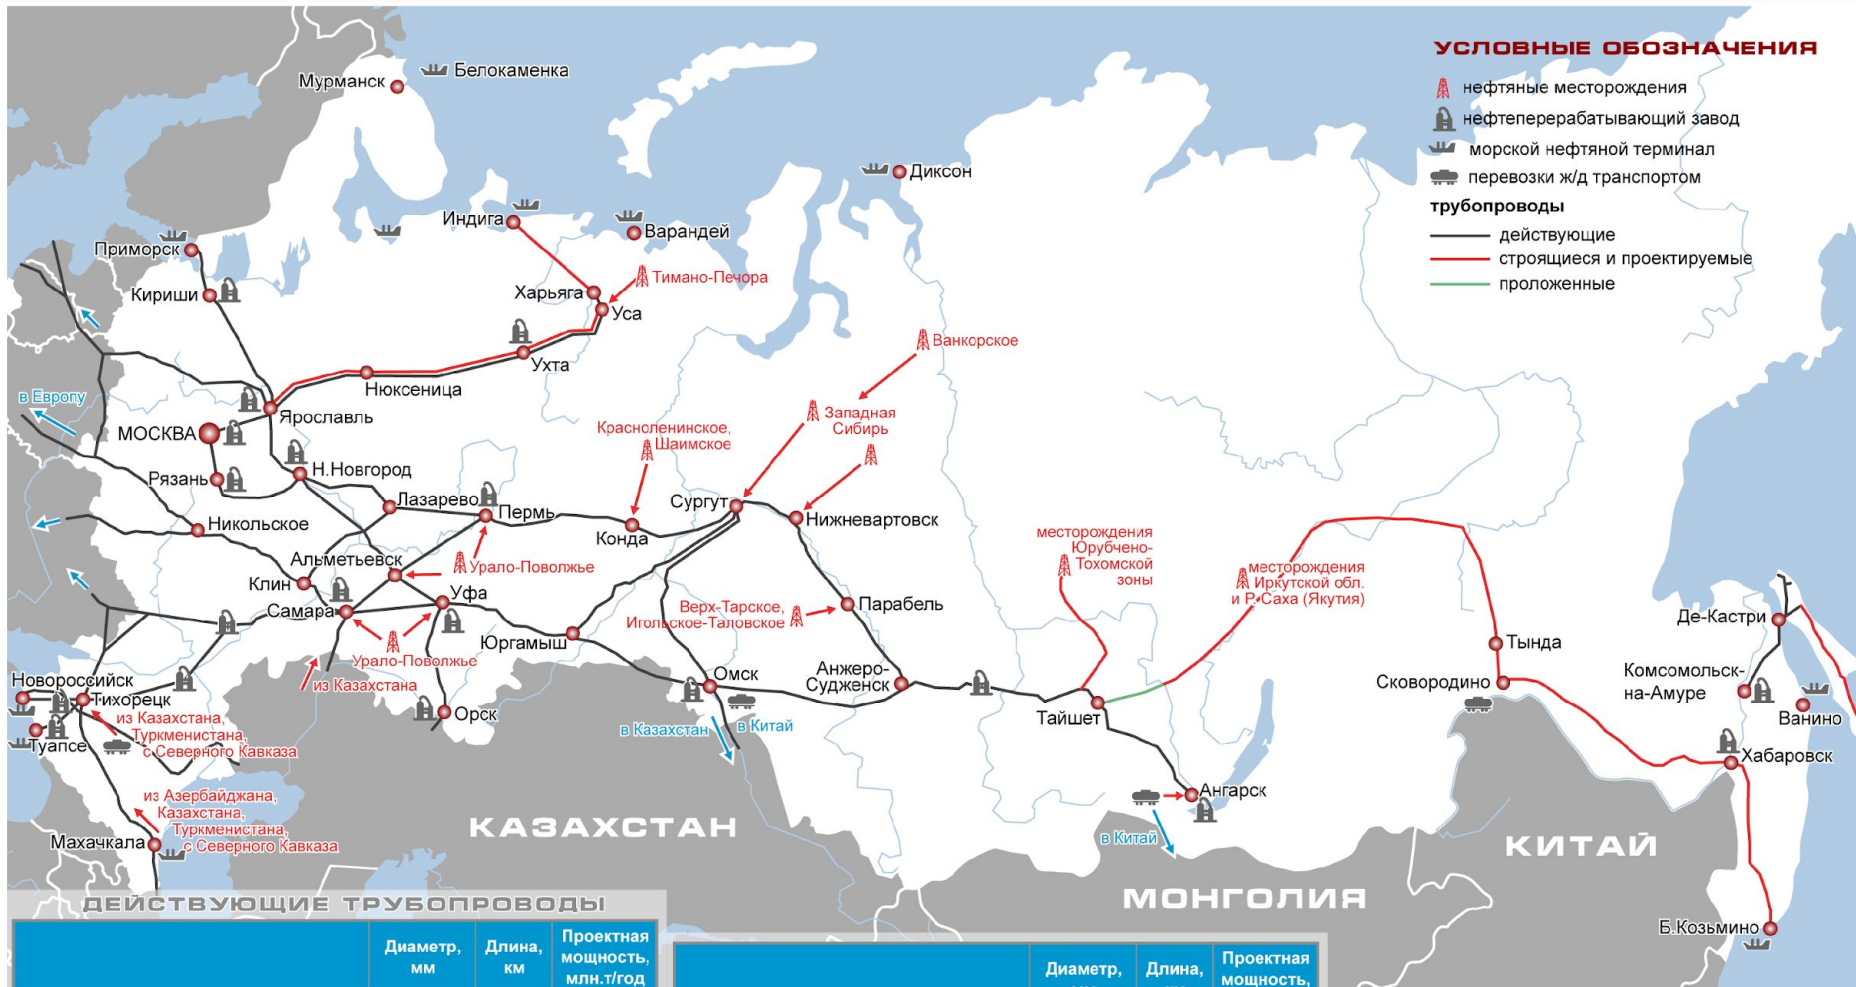 УСЛОВНЫЕ ОБОЗНАЧЕНИЯ
нефтяные месторождения
нефтеперерабатывающий завод
морской нефтяной терминал
перевозки ж/д транспортом
трубопроводы
действующие
строящиеся и проектируемые
проложенные
Белокаменка
Мурманск
Диксон
Индига
Варандей
Приморск
Тимано-Печора
Кириши
Харьяга
Уса
Ванкорское
Ухта
Нюксеница
в Европу
Ярославль
Западная
Сибирь
МОСКВА
Красноленинское,
Шаимское
Н.Новгород
Рязань
Лазарево
Пермь
Сургут
Нижневартовск
Никольское
Конда
месторождения
Юрубчено-
Тохомской
зоны
Альметьевск
Урало-Поволжье
месторождения
Иркутской обл.
и Р.Саха (Якутия)
Клин
Уфа
Самара
Верх-Тарское,
Игольское-Таловское
Парабель
Де-Кастри
Юргамыш
Тында
Урало-Поволжье
Анжеро-
Судженск
Омск
Сковородино
Комсомольск-
на-Амуре
Новороссийск
из Казахстана
Тихорецк
Орск
Тайшет
Ванино
из Казахстана,
Туркменистана,
с Северного Кавказа
Туапсе
в Казахстан
в Китай
Хабаровск
Ангарск
из Азербайджана,
Казахстана,
Туркменистана,
с Северного Кавказа
КАЗАХСТАН
Махачкала
в Китай
КИТАЙ
МОНГОЛИЯ
ДЕЙСТВУЮЩИЕ ТРУБОПРОВОДЫ
Б.Козьмино
Диаметр,
мм
Длина,
км
Проектная
мощность,
млн.т/год
Диаметр,
Длина,
Проектная
мощность,